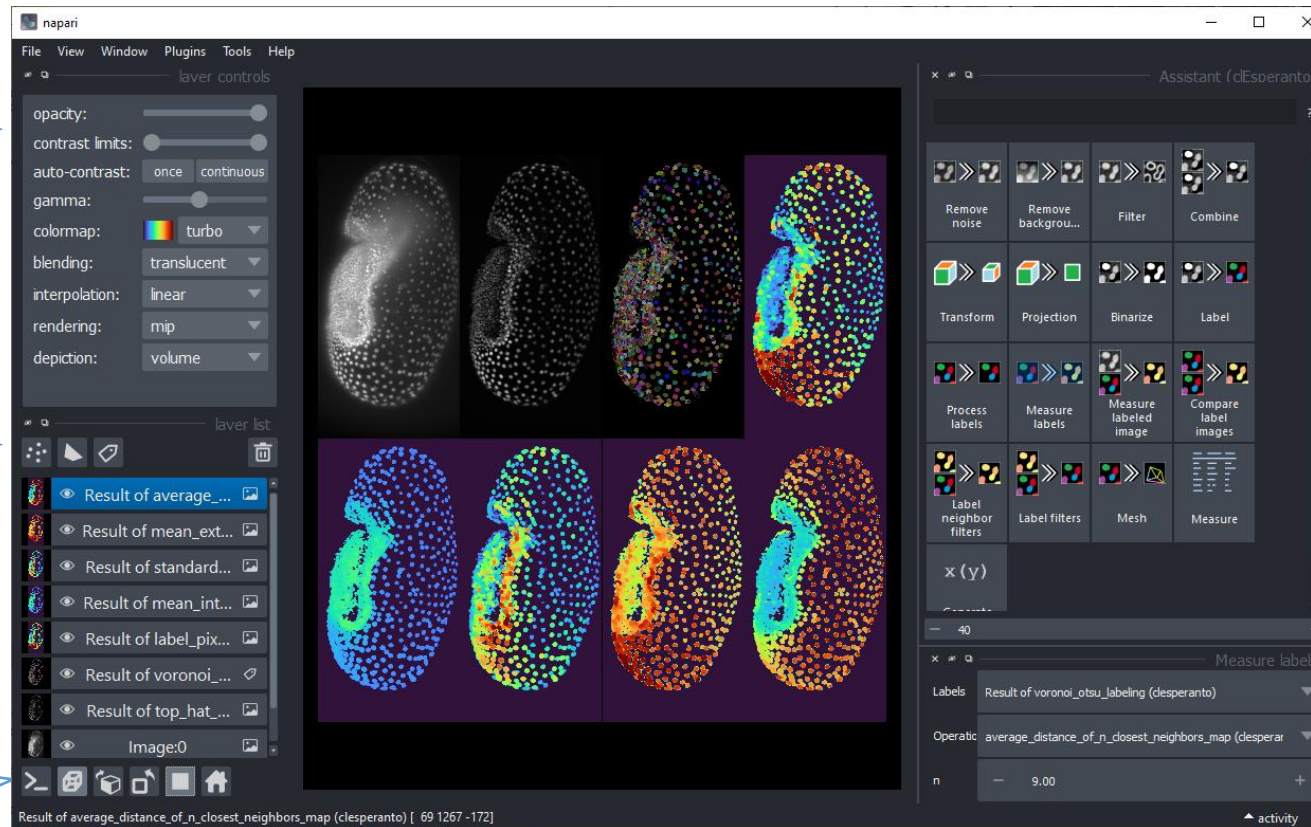 napari
File View Window Plugins Tools Help
layer controls
opacity:
contrast limits:
auto-contrast: once continuous
gamma:
colormap: turbo
blending: translucent
interpolation: linear
rendering: mip
depiction: volume
layer list
Result of average_...
Result of mean_ext...
Result of standard...
Result of mean_int...
Result of label_pix...
Result of voronoi_...
Result of top_hat_...
Image:0
Result of average_distance_of_n_closest_neighbors_map (clesperanto) [ 69 1267 -172]
Assistant (clEsperanto
?
Remove noise
Remove backgrou...
Filter
Combine
Transform
Projection
Binarize
Label
Process labels
Measure labels
Measure labeled image
Compare label images
Label neighbor filters
Label filters
Mesh
Measure
x(y)
Generate
— 40
Measure label
Labels Result of voronoi_otsu_labeling (clesperanto)
Operatic average_distance_of_n_closest_neighbors_map (clesperar
n — 9.00 +
activity